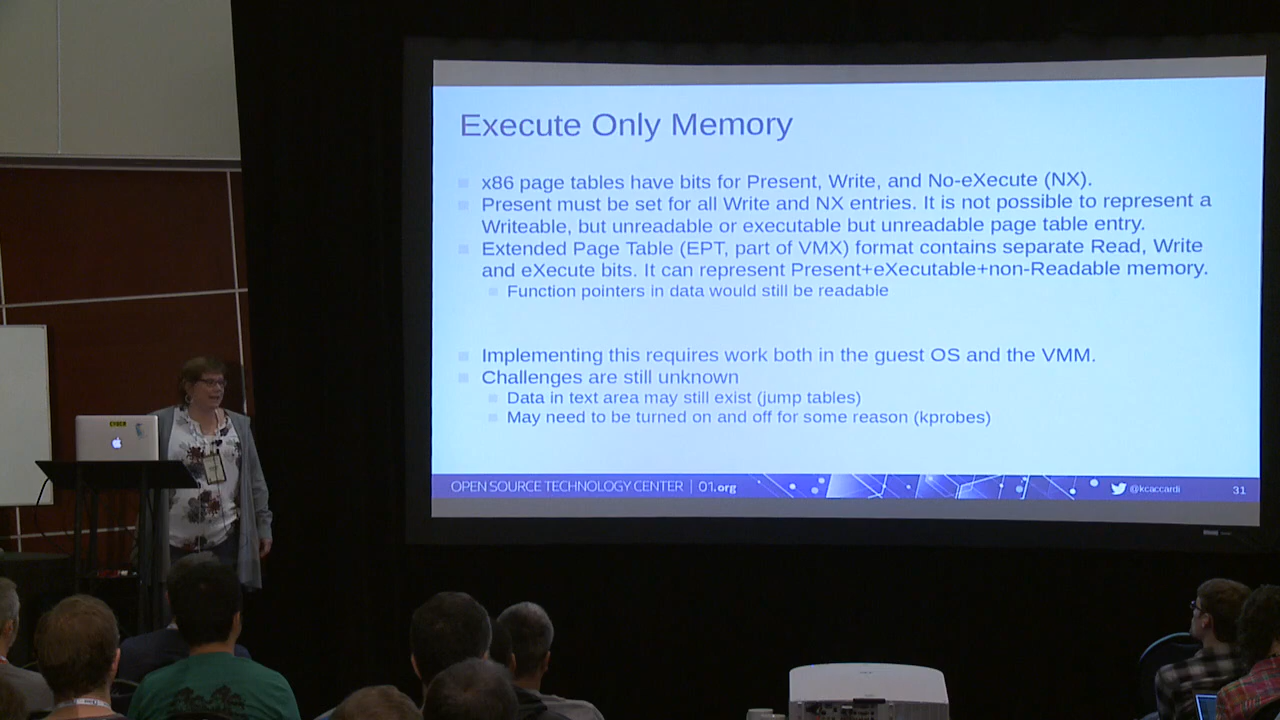 Execute Only Memory
x86 page tables have bits for Present, Write, and No-eXecute (NX).
Present must be set for all Write and NX entries. It is not possible to represent a
Writeable, but unreadable or executable but unreadable page table entry.
Extended Page Table (EPT, part of VMX) format contains separate Read, Write
and eXecute bits. It can represent Present+eXecutable+non-Readable memory.
Function pointers in data would still be readable
Implementing this requires work both in the guest OS and the VMM.
Challenges are still unknown
Data in text area may still exist (jump tables)
May need to be turned on and off for some reason (kprobes)
OPEN SOURCE TECHNOLOGY CENTER | 01.org
@kcaccardi
31